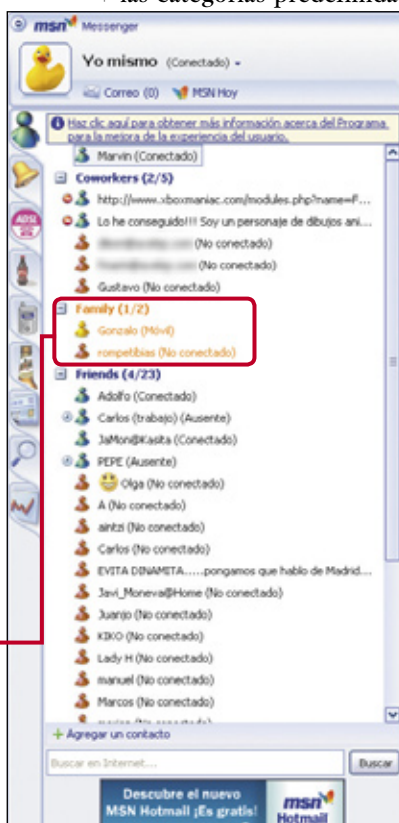 las categorías predefinida
msn Messenger
Yo mismo (Conectado)
Correo (0) MSN Hoy
Haz clic aquí para obtener más información acerca del Programa
para la mejora de la experiencia del usuario.
Marvin (Conectado)
Coworkers (2/5)
http://www.xboxmaniac.com/modules.php?name=F...
Lo he conseguido!!! Soy un personaje de dibujos ani...
(No conectado)
(No conectado)
Gustavo (No conectado)
ADSL
Family (1/2)
Gonzalo (Móvil)
rompetibias (No conectado)
Friends (4/23)
Adolfo (Conectado)
Carlos (trabajo) (Ausente)
JaMon@Kasita (Conectado)
PEPE (Ausente)
Olga (No conectado)
A (No conectado)
aintzi (No conectado)
Carlos (No conectado)
EVITA DINAMITA.....pongamos que hablo de Madrid...
Javi_Moneva@Home (No conectado)
Juanjo (No conectado)
KIKO (No conectado)
Lady H (No conectado)
manuel (No conectado)
Marcos (No conectado)
Agregar un contacto
Buscar en Internet... Buscar
Descubre el nuevo
MSN Hotmail ¡Es gratis!
msn
Hotmail